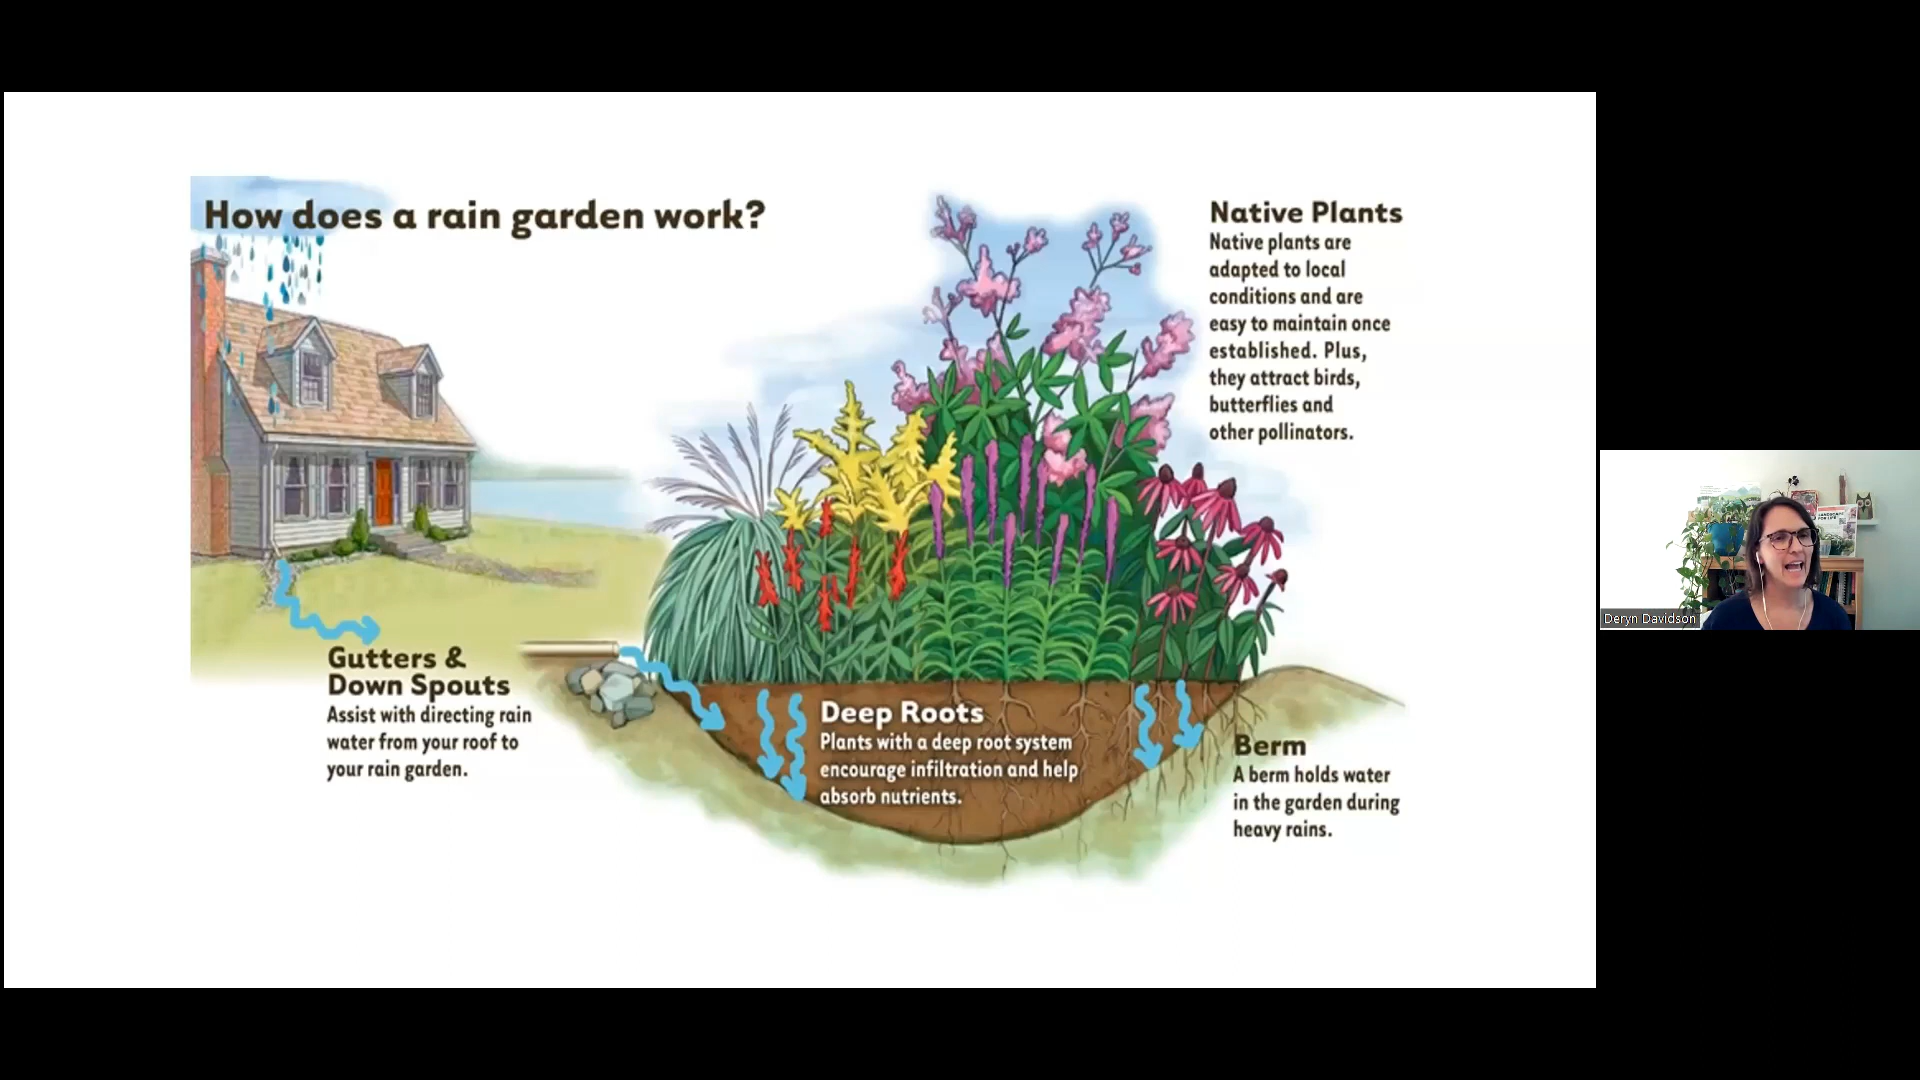 How does a rain garden work?
Native Plants
Native plants are
adapted to local
conditions and are
easy to maintain once
established. Plus,
they attract birds,
butterflies and
other pollinators.
Gutters &
Down Spouts
Assist with directing rain
water from your roof to
your rain garden.
Deep Roots
Plants with a deep root system
encourage infiltration and help
absorb nutrients.
Berm
A berm holds water
in the garden during
heavy rains.
LANDSCAPE
FOR LIFE
Deryn Davidson